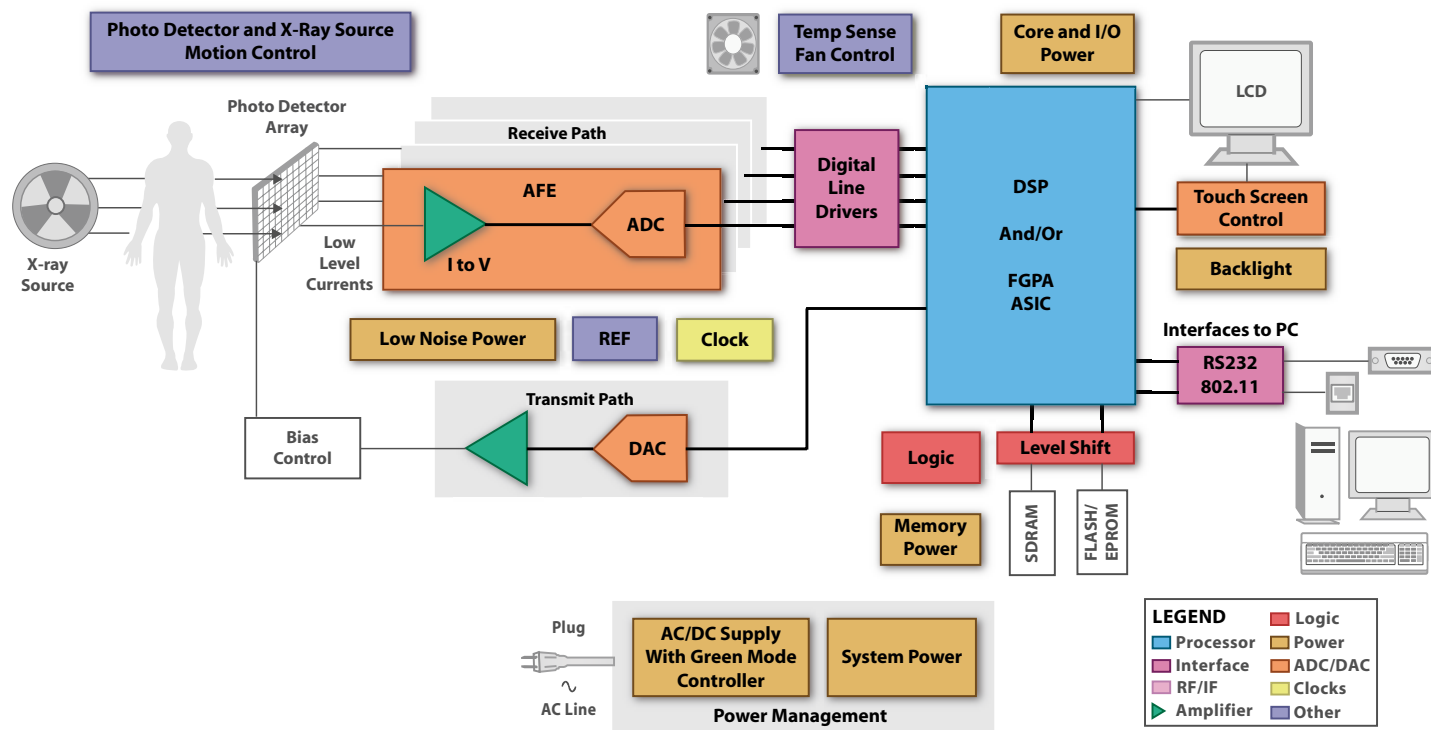 Photo Detector and X-Ray Source
Motion Control
Temp Sense
Fan Control
Core and I/O
Power
LCD
Photo Detector
Array
Receive Path
AFE
ADC
I to V
Digital
Line
Drivers
DSP
And/Or
FGPA
ASIC
Touch Screen
Control
Backlight
X-ray
Source
Low
Level
Currents
Low Noise Power
REF
Clock
Interfaces to PC
RS232
802.11
Transmit Path
DAC
Bias
Control
Logic
Level Shift
Memory
Power
SDRAM
FLASH/
EPROM
Plug
AC Line
AC/DC Supply
With Green Mode
Controller
System Power
Power Management
LEGEND
Processor
Interface
RF/IF
Amplifier
Logic
Power
ADC/DAC
Clocks
Other